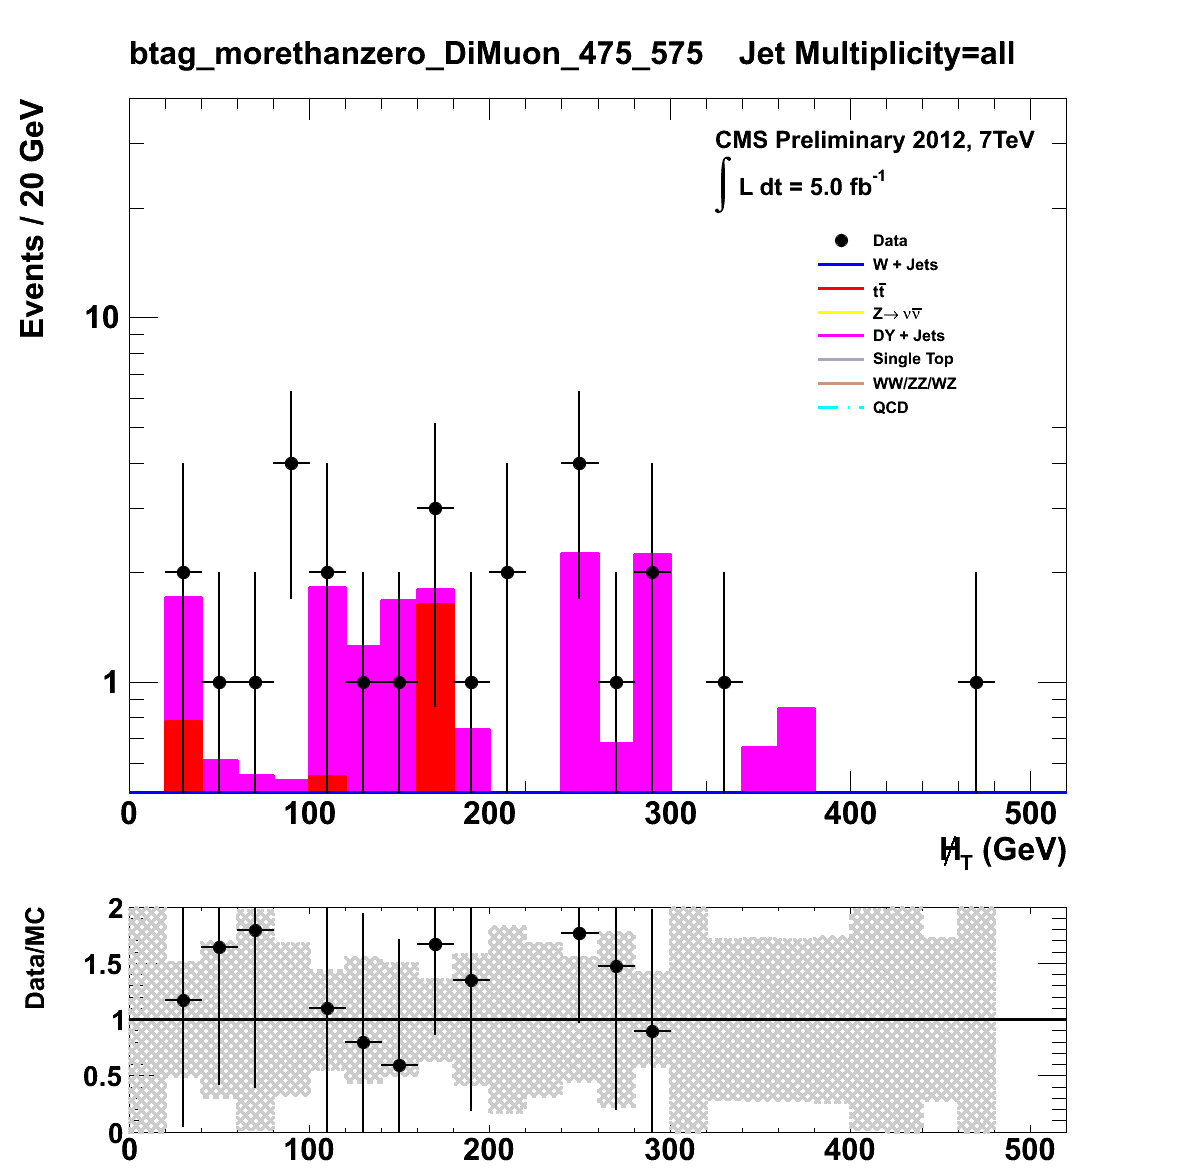 btag_morethanzero_DiMuon_475_575 Jet Multiplicity=all
Events / 20 GeV
CMS Preliminary 2012, 7TeV
∫ L dt = 5.0 fb⁻¹
Data
W + Jets
tt̅
Z→ νν̅
DY + Jets
Single Top
WW/ZZ/WZ
QCD
10
1
0 100 200 300 400 500
H̸_T (GeV)
Data/MC
2
1.5
1
0.5
0
0 100 200 300 400 500